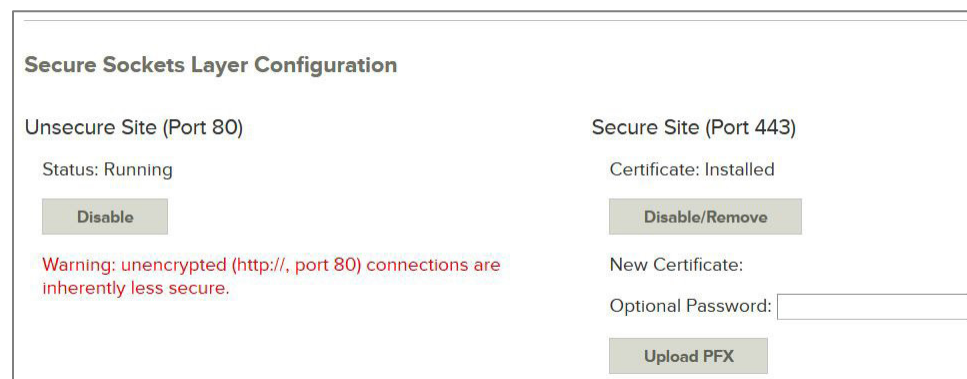 Secure Sockets Layer Configuration
Unsecure Site (Port 80)
Status: Running
Disable
Warning: unencrypted (http://, port 80) connections are
inherently less secure.
Secure Site (Port 443)
Certificate: Installed
Disable/Remove
New Certificate:
Optional Password:
Upload PFX